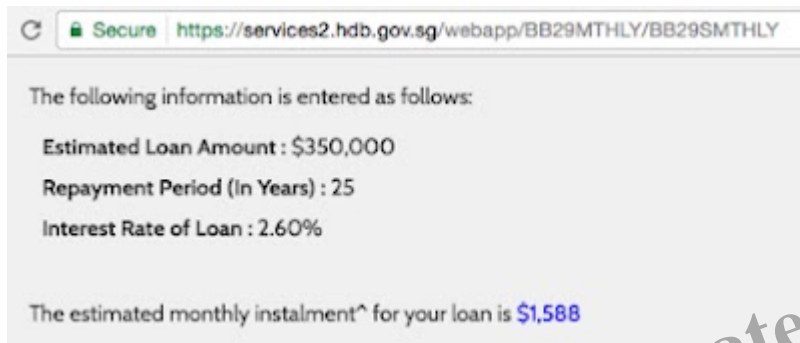 Secure https://services2.hdb.gov.sg/webapp/BB29MTHLY/BB29SMTHLY
The following information is entered as follows:
Estimated Loan Amount : $350,000
Repayment Period (In Years) : 25
Interest Rate of Loan : 2.60%
The estimated monthly instalment^ for your loan is $1,588